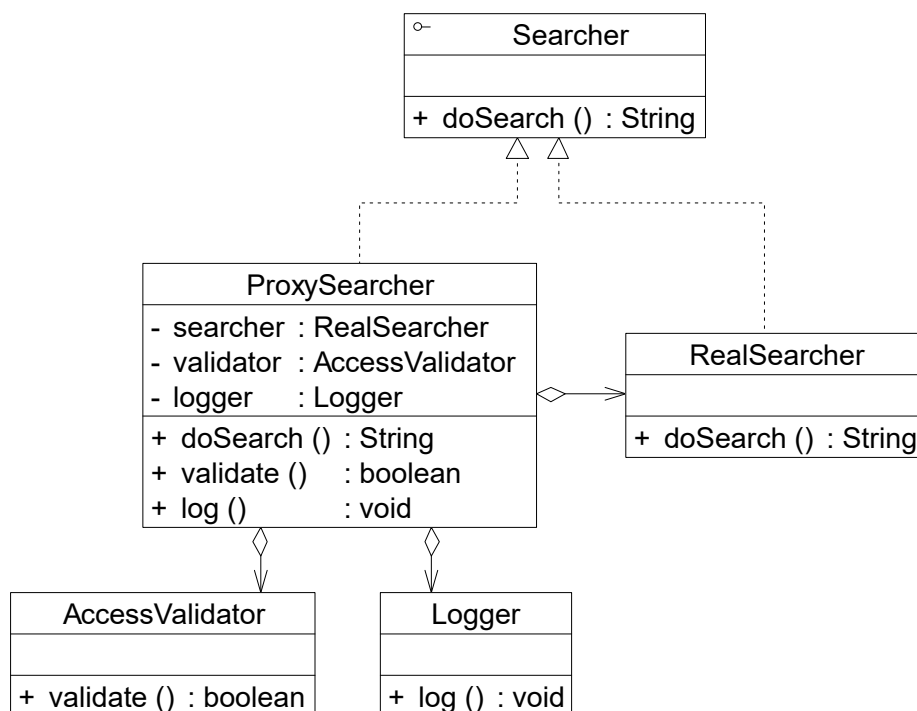 Searcher
+ doSearch () : String
ProxySearcher
- searcher : RealSearcher
- validator : AccessValidator
- logger : Logger
+ doSearch () : String
+ validate () : boolean
+ log () : void
RealSearcher
+ doSearch () : String
AccessValidator
+ validate () : boolean
Logger
+ log () : void